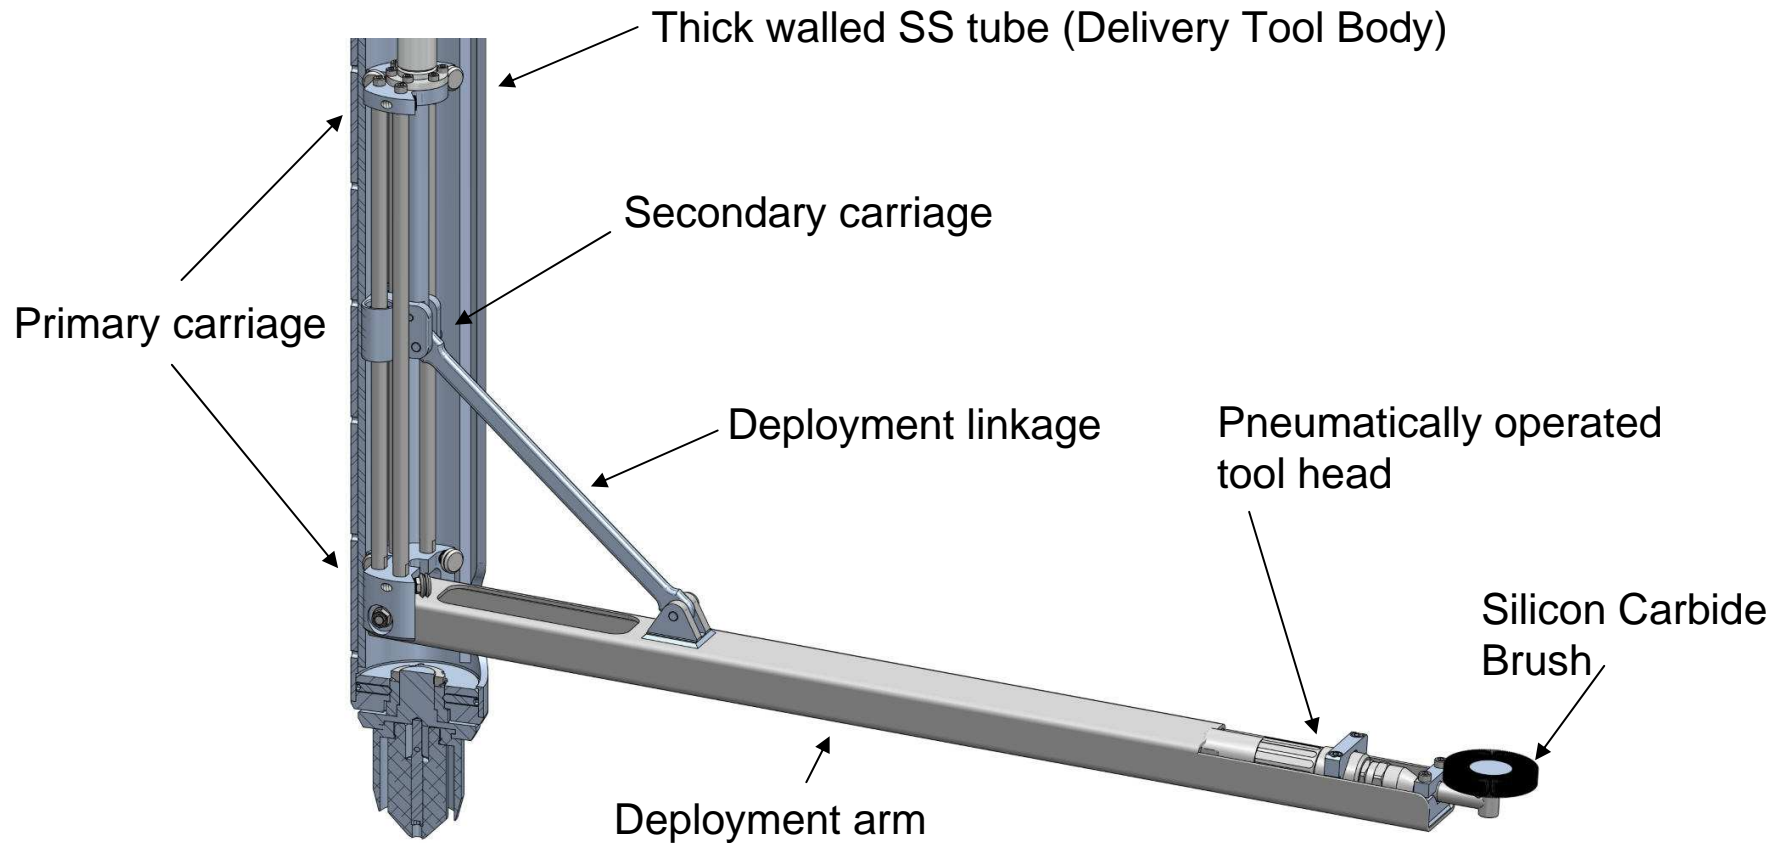 Thick walled SS tube (Delivery Tool Body)
Secondary carriage
Primary carriage
Deployment linkage
Pneumatically operated
tool head
Silicon Carbide
Brush
Deployment arm